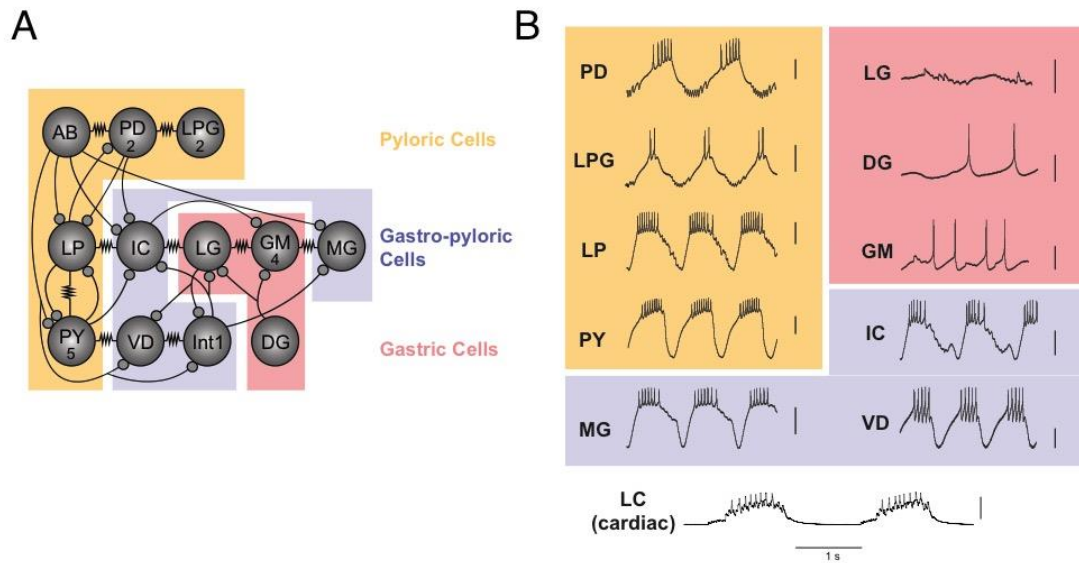 A
AB
PD
2
LPG
2
LP
IC
LG
GM
4
MG
PY
5
VD
Int1
DG
Pyloric Cells
Gastro-pyloric
Cells
Gastric Cells
B
PD
LPG
LP
PY
LG
DG
GM
IC
MG
VD
LC
(cardiac)
1 s